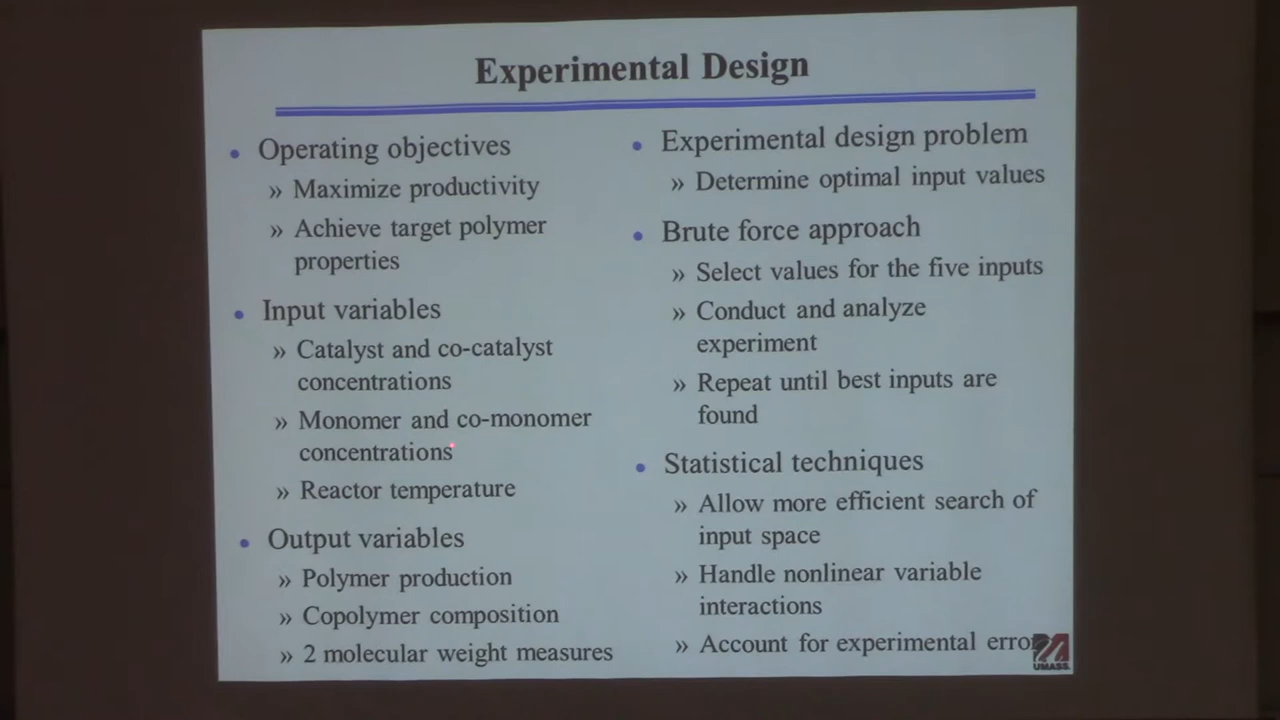 Experimental Design
• Operating objectives
» Maximize productivity
» Achieve target polymer
properties
• Input variables
» Catalyst and co-catalyst
concentrations
» Monomer and co-monomer
concentrations
» Reactor temperature
• Output variables
» Polymer production
» Copolymer composition
» 2 molecular weight measures
• Experimental design problem
» Determine optimal input values
• Brute force approach
» Select values for the five inputs
» Conduct and analyze
experiment
» Repeat until best inputs are
found
• Statistical techniques
» Allow more efficient search of
input space
» Handle nonlinear variable
interactions
» Account for experimental erro
UMASS